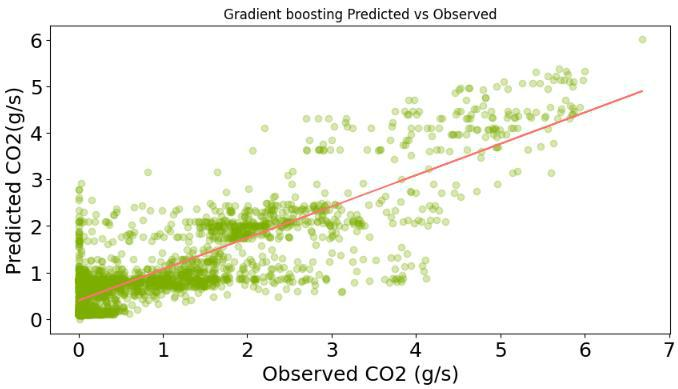 Gradient boosting Predicted vs Observed
6
5
4
3
2
1
0
Predicted CO2(g/s)
0 1 2 3 4 5 6 7
Observed CO2 (g/s)